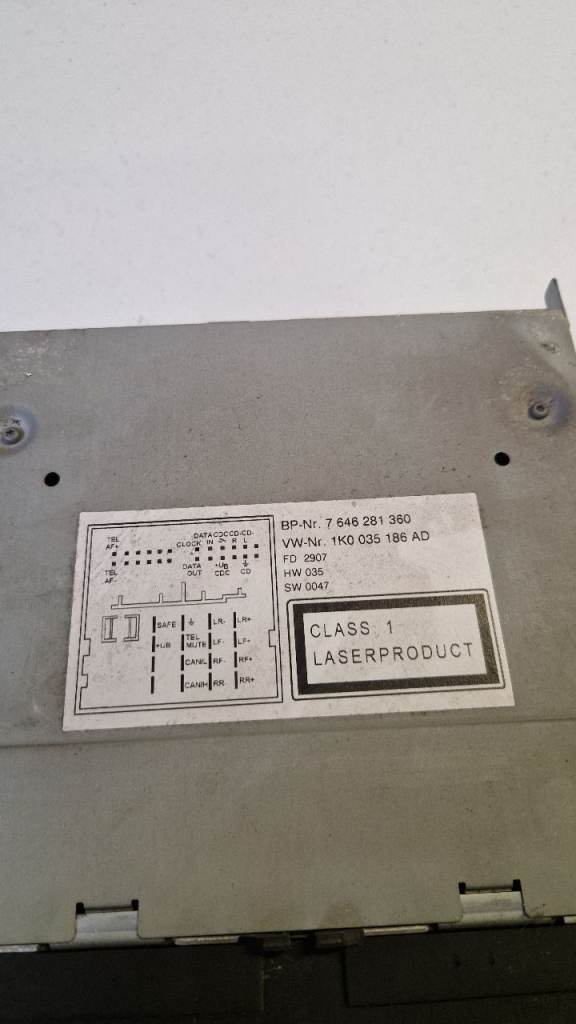 BP-Nr. 7 646 281 360
VW-Nr. 1K0 035 186 AD
FD 2907
HW 035
SW 0047
CLASS 1
LASERPRODUCT
TEL AF+
CLOCK
DATA IN
CDC
CD- R
CD- L
TEL AF-
DATA OUT
+UB CDC
CD
SAFE
LR-
LR+
+UB
TEL MUTE
LF-
LF+
CAN/L
RF-
RF+
CAN/H
RR
RR+